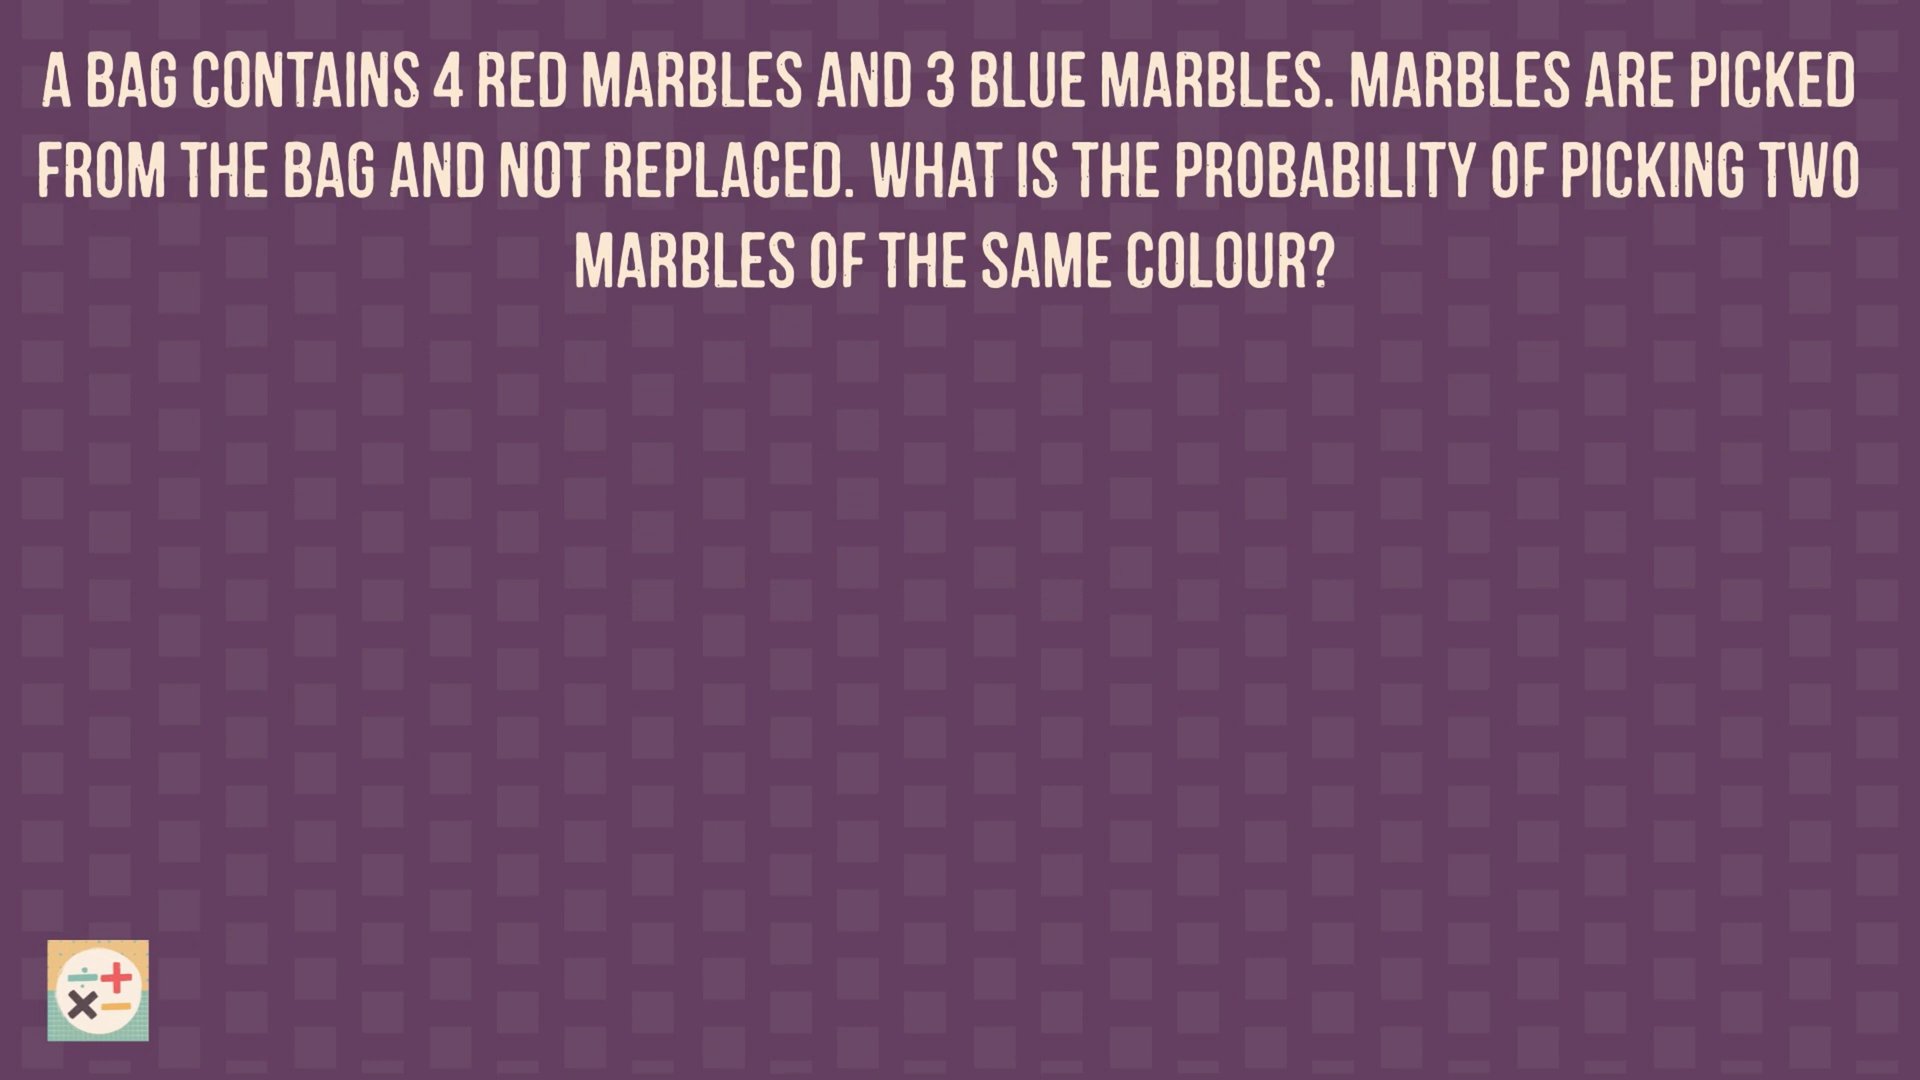 A BAG CONTAINS 4 RED MARBLES AND 3 BLUE MARBLES. MARBLES ARE PICKED
FROM THE BAG AND NOT REPLACED. WHAT IS THE PROBABILITY OF PICKING TWO
MARBLES OF THE SAME COLOUR?